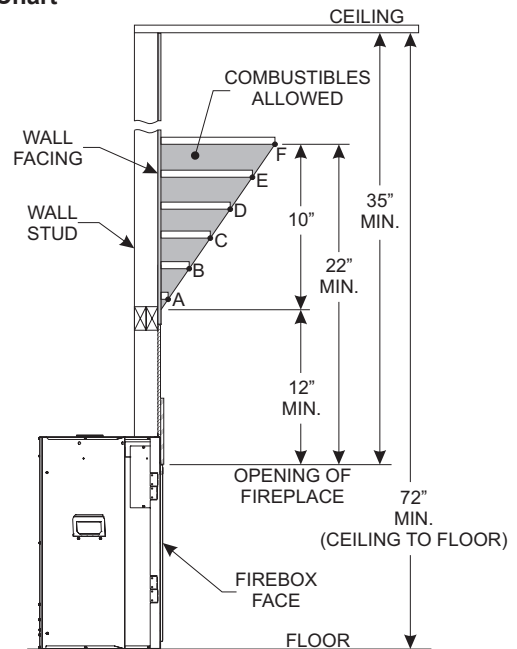 CEILING
COMBUSTIBLES
ALLOWED
WALL
FACING
F
E
WALL
STUD
D
C
B
A
10”
35”
MIN.
22”
MIN.
12”
MIN.
OPENING OF
FIREPLACE
72”
MIN.
(CEILING TO FLOOR)
FIREBOX
FACE
FLOOR